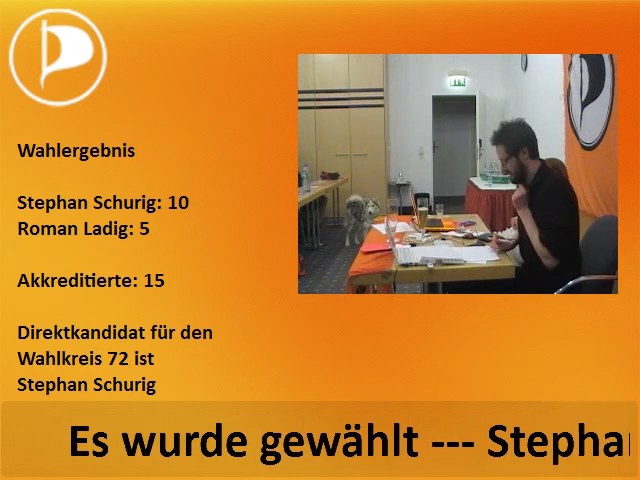 Wahlergebnis
Stephan Schurig: 10
Roman Ladig: 5
Akkreditierte: 15
Direktkandidat für den
Wahlkreis 72 ist
Stephan Schurig
Es wurde gewählt --- Stephan